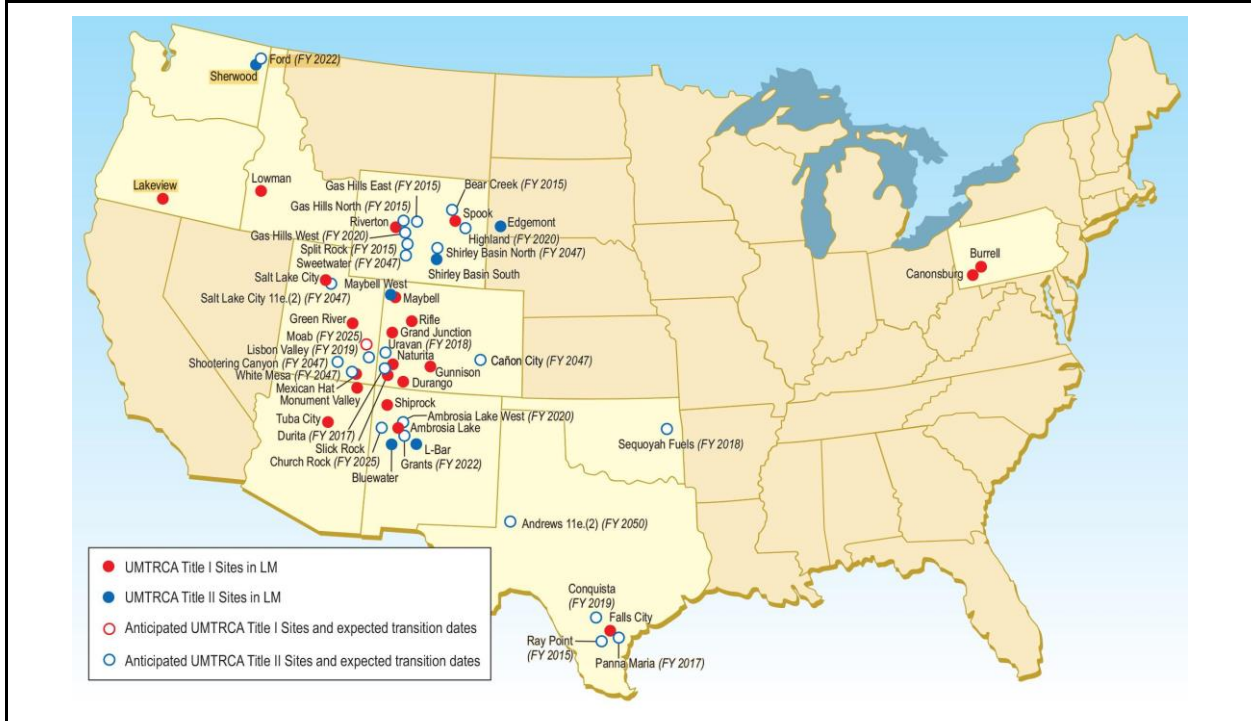 Ford (FY 2022)
Sherwood
Lakeview
Lowman
Gas Hills East (FY 2015)
Bear Creek (FY 2015)
Gas Hills North (FY 2015)
Riverton
Spook
Edgemont
Gas Hills West (FY 2020)
Highland (FY 2020)
Split Rock (FY 2015)
Shirley Basin North (FY 2047)
Sweetwater (FY 2047)
Shirley Basin South
Salt Lake City
Maybell West
Salt Lake City 11e.(2) (FY 2047)
Maybell
Green River
Rifle
Moab (FY 2025)
Grand Junction
Uravan (FY 2018)
Lisbon Valley (FY 2019)
Naturita
Shootering Canyon (FY 2047)
Cañon City (FY 2047)
White Mesa (FY 2047)
Gunnison
Mexican Hat
Durango
Monument Valley
Shiprock
Tuba City
Ambrosia Lake West (FY 2020)
Ambrosia Lake
Durita (FY 2017)
Slick Rock
L-Bar
Church Rock (FY 2025)
Grants (FY 2022)
Bluewater
Burrell
Canonsburg
Sequoyah Fuels (FY 2018)
Andrews 11e.(2) (FY 2050)
Conquista
(FY 2019)
Falls City
Ray Point
(FY 2015)
Panna Maria (FY 2017)
UMTRCA Title I Sites in LM
UMTRCA Title II Sites in LM
Anticipated UMTRCA Title I Sites and expected transition dates
Anticipated UMTRCA Title II Sites and expected transition dates